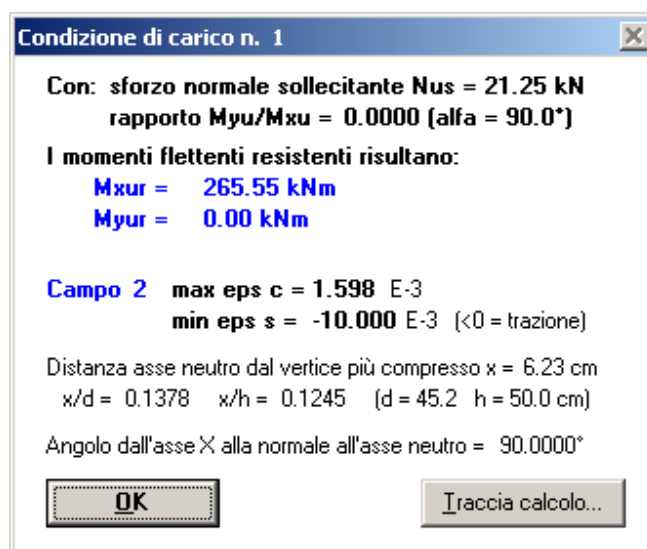 Condizione di carico n. 1
Con: sforzo normale sollecitante Nus = 21.25 kN
rapporto Myu/Mxu = 0.0000 (alfa = 90.0°)
I momenti flettenti resistenti risultano:
Mxur = 265.55 kNm
Myur = 0.00 kNm
Campo 2 max eps c = 1.598 E-3
min eps s = -10.000 E-3 (<0 = trazione)
Distanza asse neutro dal vertice più compresso x = 6.23 cm
x/d = 0.1378 x/h = 0.1245 (d = 45.2 h = 50.0 cm)
Angolo dall'asse X alla normale all'asse neutro = 90.0000°
OK Traccia calcolo...